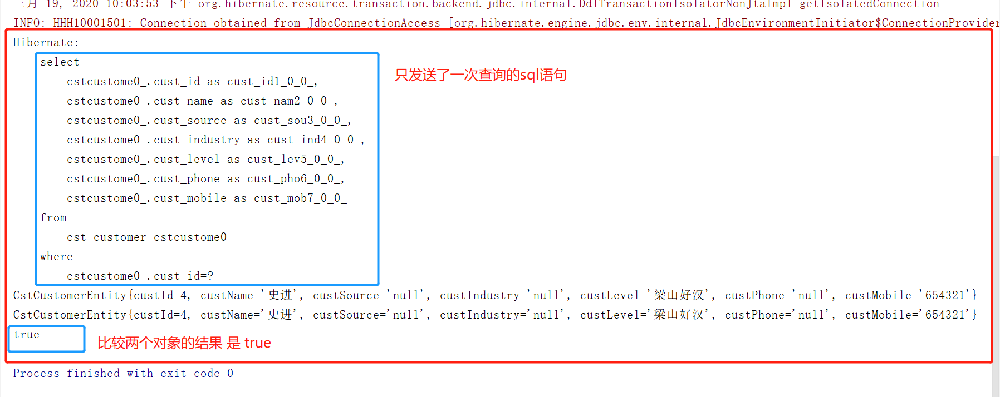 三月 19, 2020 10:03:53 下午 org.hibernate.resource.transaction.backend.jdbc.internal.DdlTransactionIsolatorNonJtaImpl getIsolatedConnection
INFO: HHH10001501: Connection obtained from JdbcConnectionAccess [org.hibernate.engine.jdbc.env.internal.JdbcEnvironmentInitiator$ConnectionProvider
Hibernate:
select
只发送了一次查询的sql语句
cstcustome0_.cust_id as cust_id1_0_0_,
cstcustome0_.cust_name as cust_nam2_0_0_,
cstcustome0_.cust_source as cust_sou3_0_0_,
cstcustome0_.cust_industry as cust_ind4_0_0_,
cstcustome0_.cust_level as cust_lev5_0_0_,
cstcustome0_.cust_phone as cust_pho6_0_0_,
cstcustome0_.cust_mobile as cust_mob7_0_0_
from
cst_customer cstcustome0_
where
cstcustome0_.cust_id=?
CstCustomerEntity{custId=4, custName='史进', custSource='null', custIndustry='null', custLevel='梁山好汉', custPhone='null', custMobile='654321'}
CstCustomerEntity{custId=4, custName='史进', custSource='null', custIndustry='null', custLevel='梁山好汉', custPhone='null', custMobile='654321'}
true
比较两个对象的结果 是 true
Process finished with exit code 0